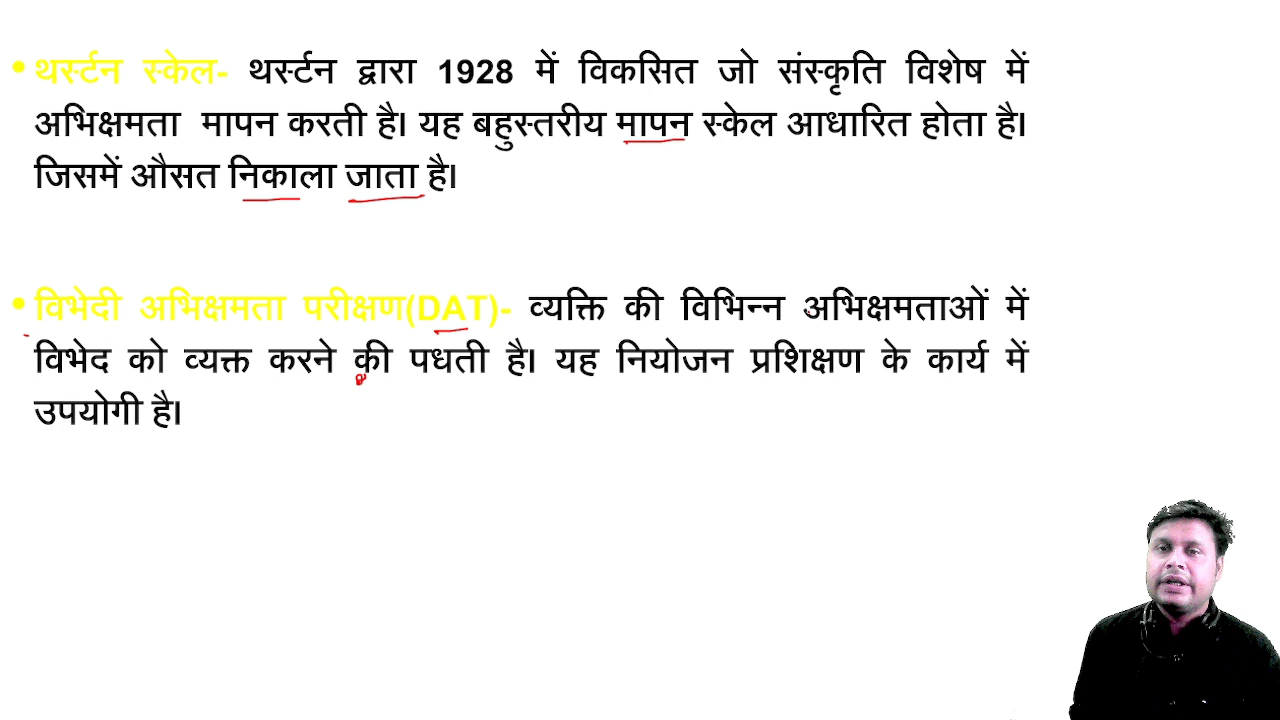 • थर्स्टन स्केल- थर्स्टन द्वारा 1928 में विकसित जो संस्कृति विशेष में
अभिक्षमता मापन करती है। यह बहुस्तरीय मापन स्केल आधारित होता है।
जिसमें औसत निकाला जाता है।
• विभेदी अभिक्षमता परीक्षण(DAT)- व्यक्ति की विभिन्न अभिक्षमताओं में
विभेद को व्यक्त करने की पधती है। यह नियोजन प्रशिक्षण के कार्य में
उपयोगी है।